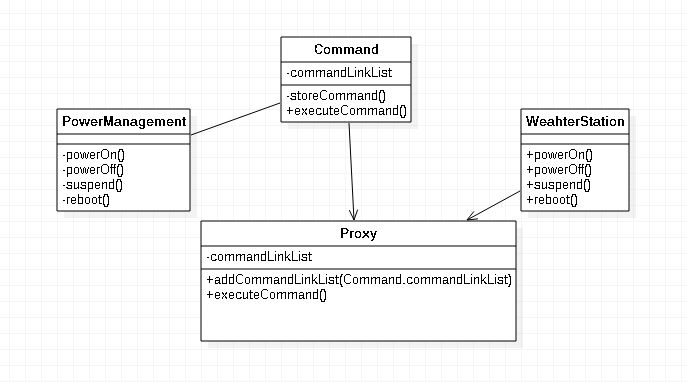 Command
-commandLinkList
-storeCommand()
+executeCommand()
PowerManagement
-powerOn()
-powerOff()
-suspend()
-reboot()
WeahterStation
+powerOn()
+powerOff()
+suspend()
+reboot()
Proxy
-commandLinkList
+addCommandLinkList(Command.commandLinkList)
+executeCommand()